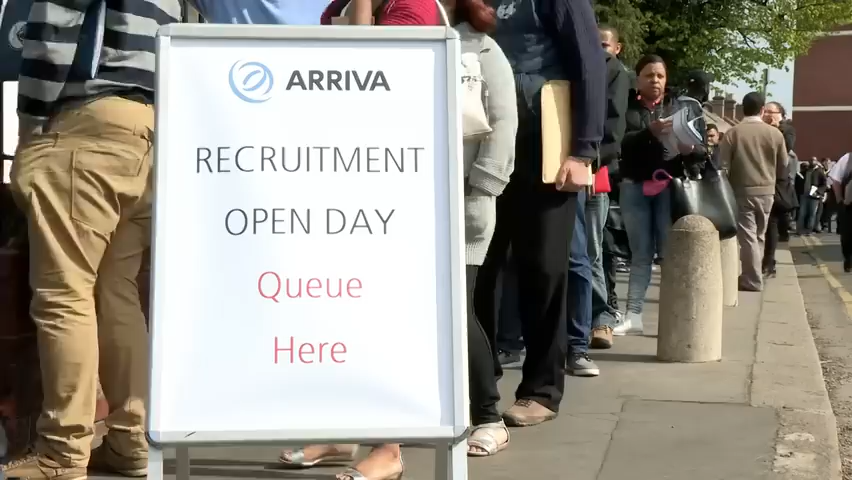 ARRIVA
RECRUITMENT
OPEN DAY
Queue
Here